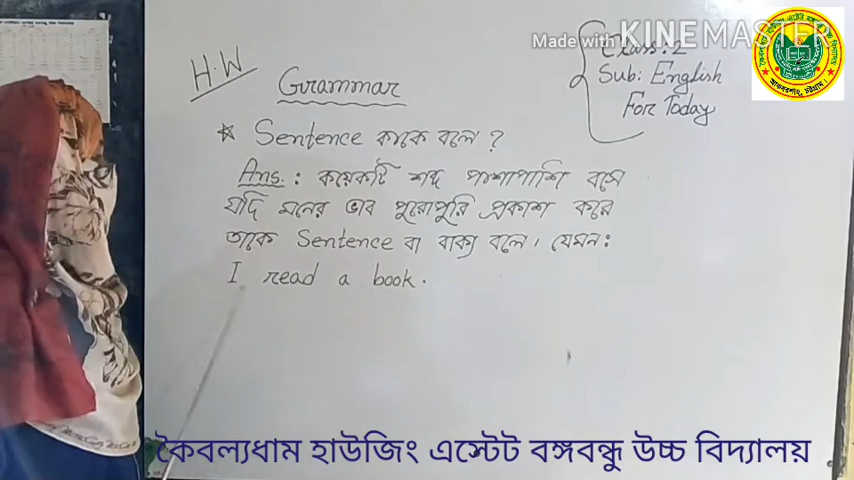 Made with KINEMASTER
H.W
Class: 2
Grammar
Sub: English
For Today
* Sentence কাকে বলে ?
Ans: কয়েকটি শব্দ পাশাপাশি বসে
যদি মনের ভাব পুরোপুরি প্রকাশ করে
তাকে Sentence বা বাক্য বলে। যেমনঃ
I read a book.
কৈবল্যধাম হাউজিং এস্টেট বঙ্গবন্ধু উচ্চ বিদ্যালয়